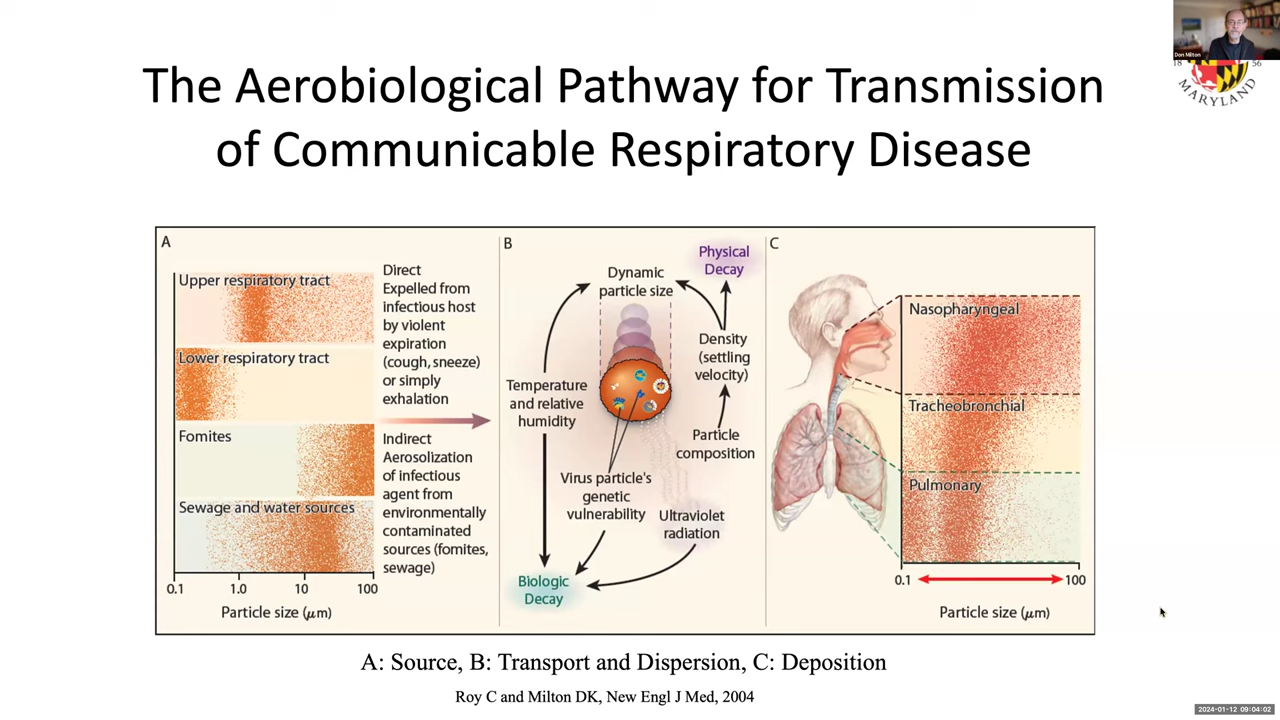 The Aerobiological Pathway for Transmission
of Communicable Respiratory Disease
Don Milton
18 56
MARYLAND
A
Upper respiratory tract
Lower respiratory tract
Fomites
Sewage and water sources
0.1 1.0 10 100
Particle size (μm)
Direct
Expelled from
infectious host
by violent
expiration
(cough, sneeze)
or simply
exhalation
Indirect
Aerosolization
of infectious
agent from
environmentally
contaminated
sources (fomites,
sewage)
B
Physical
Decay
Dynamic
particle size
Density
(settling
velocity)
Temperature
and relative
humidity
Particle
composition
Virus particle's
genetic
vulnerability
Ultraviolet
radiation
Biologic
Decay
C
Nasopharyngeal
Tracheobronchial
Pulmonary
0.1 100
Particle size (μm)
A: Source, B: Transport and Dispersion, C: Deposition
Roy C and Milton DK, New Engl J Med, 2004
2024-01-12 09:04:02